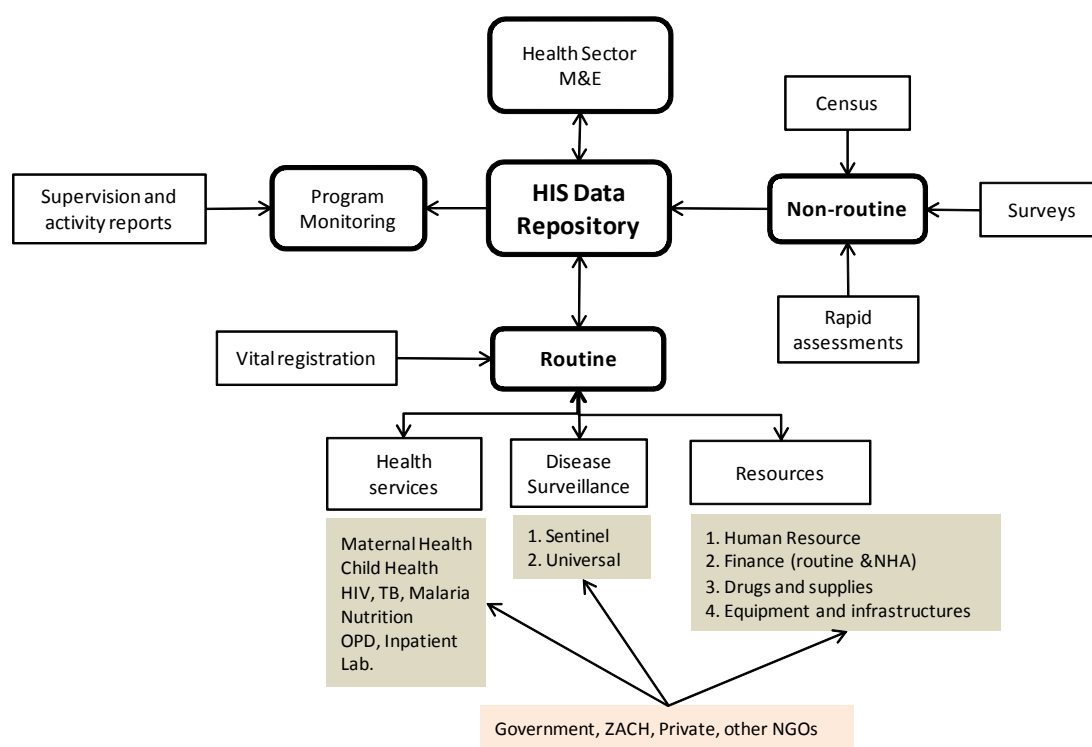 Health Sector
M&E
Census
Supervision and
activity reports
Program
Monitoring
HIS Data
Repository
Non-routine
Surveys
Rapid
assessments
Vital registration
Routine
Health
services
Disease
Surveillance
Resources
Maternal Health
Child Health
HIV, TB, Malaria
Nutrition
OPD, Inpatient
Lab.
1. Sentinel
2. Universal
1. Human Resource
2. Finance (routine &NHA)
3. Drugs and supplies
4. Equipment and infrastructures
Government, ZACH, Private, other NGOs